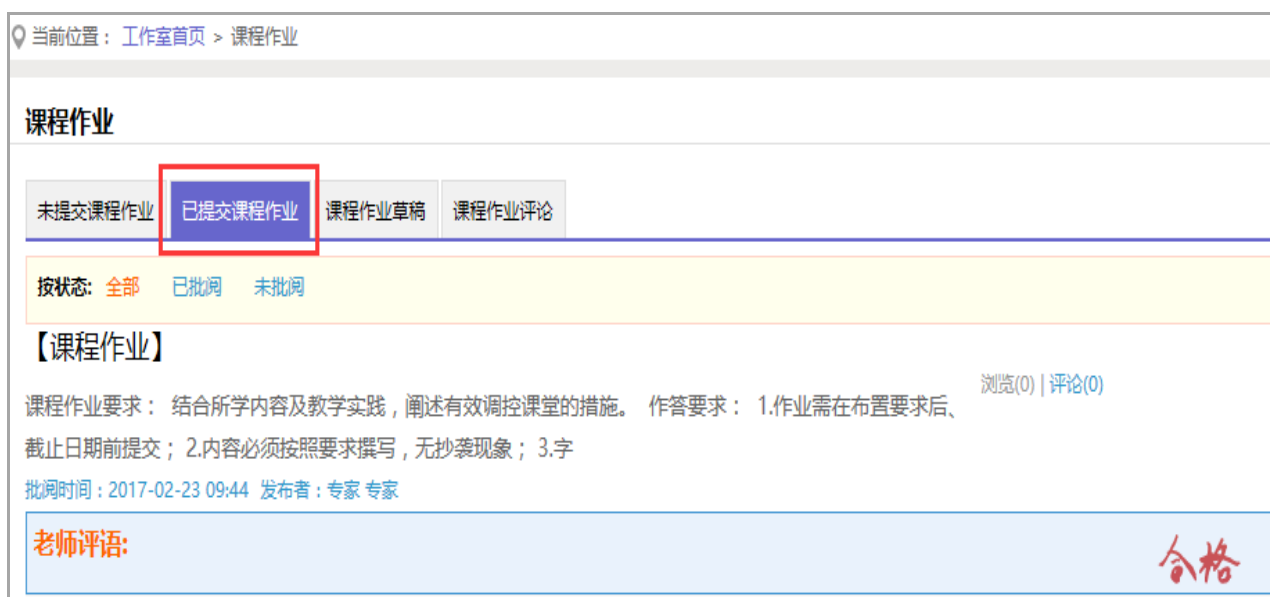 当前位置： 工作室首页 > 课程作业
课程作业
未提交课程作业 已提交课程作业 课程作业草稿 课程作业评论
按状态: 全部 已批阅 未批阅
【课程作业】
浏览(0) | 评论(0)
课程作业要求： 结合所学内容及教学实践，阐述有效调控课堂的措施。 作答要求： 1.作业需在布置要求后、
截止日期前提交； 2.内容必须按照要求撰写，无抄袭现象； 3.字
批阅时间：2017-02-23 09:44 发布者：专家 专家
老师评语:
合格